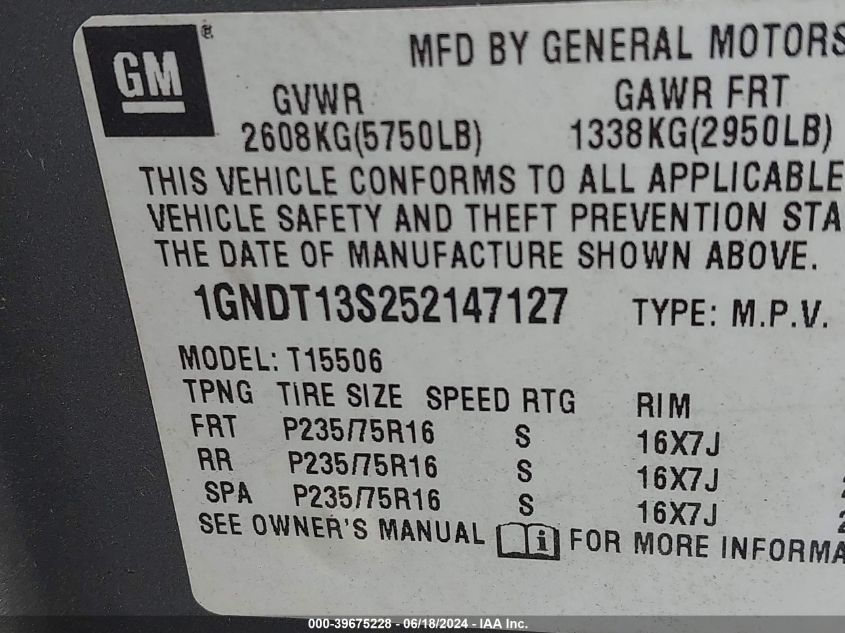 GM ®
MFD BY GENERAL MOTORS
GVWR GAWR FRT
2608KG(5750LB) 1338KG(2950LB)
THIS VEHICLE CONFORMS TO ALL APPLICABLE
VEHICLE SAFETY AND THEFT PREVENTION STA
THE DATE OF MANUFACTURE SHOWN ABOVE.
1GNDT13S252147127 TYPE: M.P.V.
MODEL: T15506
TPNG TIRE SIZE SPEED RTG RIM
FRT P235/75R16 S 16X7J
RR P235/75R16 S 16X7J
SPA P235/75R16 S 16X7J
SEE OWNER'S MANUAL i FOR MORE INFORMA
000-39675228 - 06/18/2024 - IAA Inc.